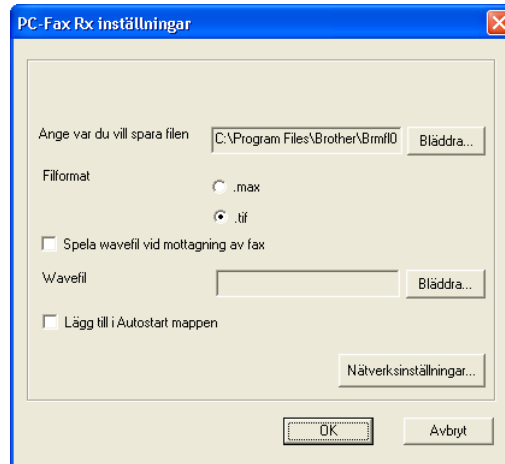 PC-Fax Rx inställningar
Ange var du vill spara filen
C:\Program Files\Brother\Brmfl0
Bläddra...
Filformat
.max
.tif
Spela wavefil vid mottagning av fax
Wavefil
Bläddra...
Lägg till i Autostart mappen
Nätverksinställningar...
OK
Avbryt